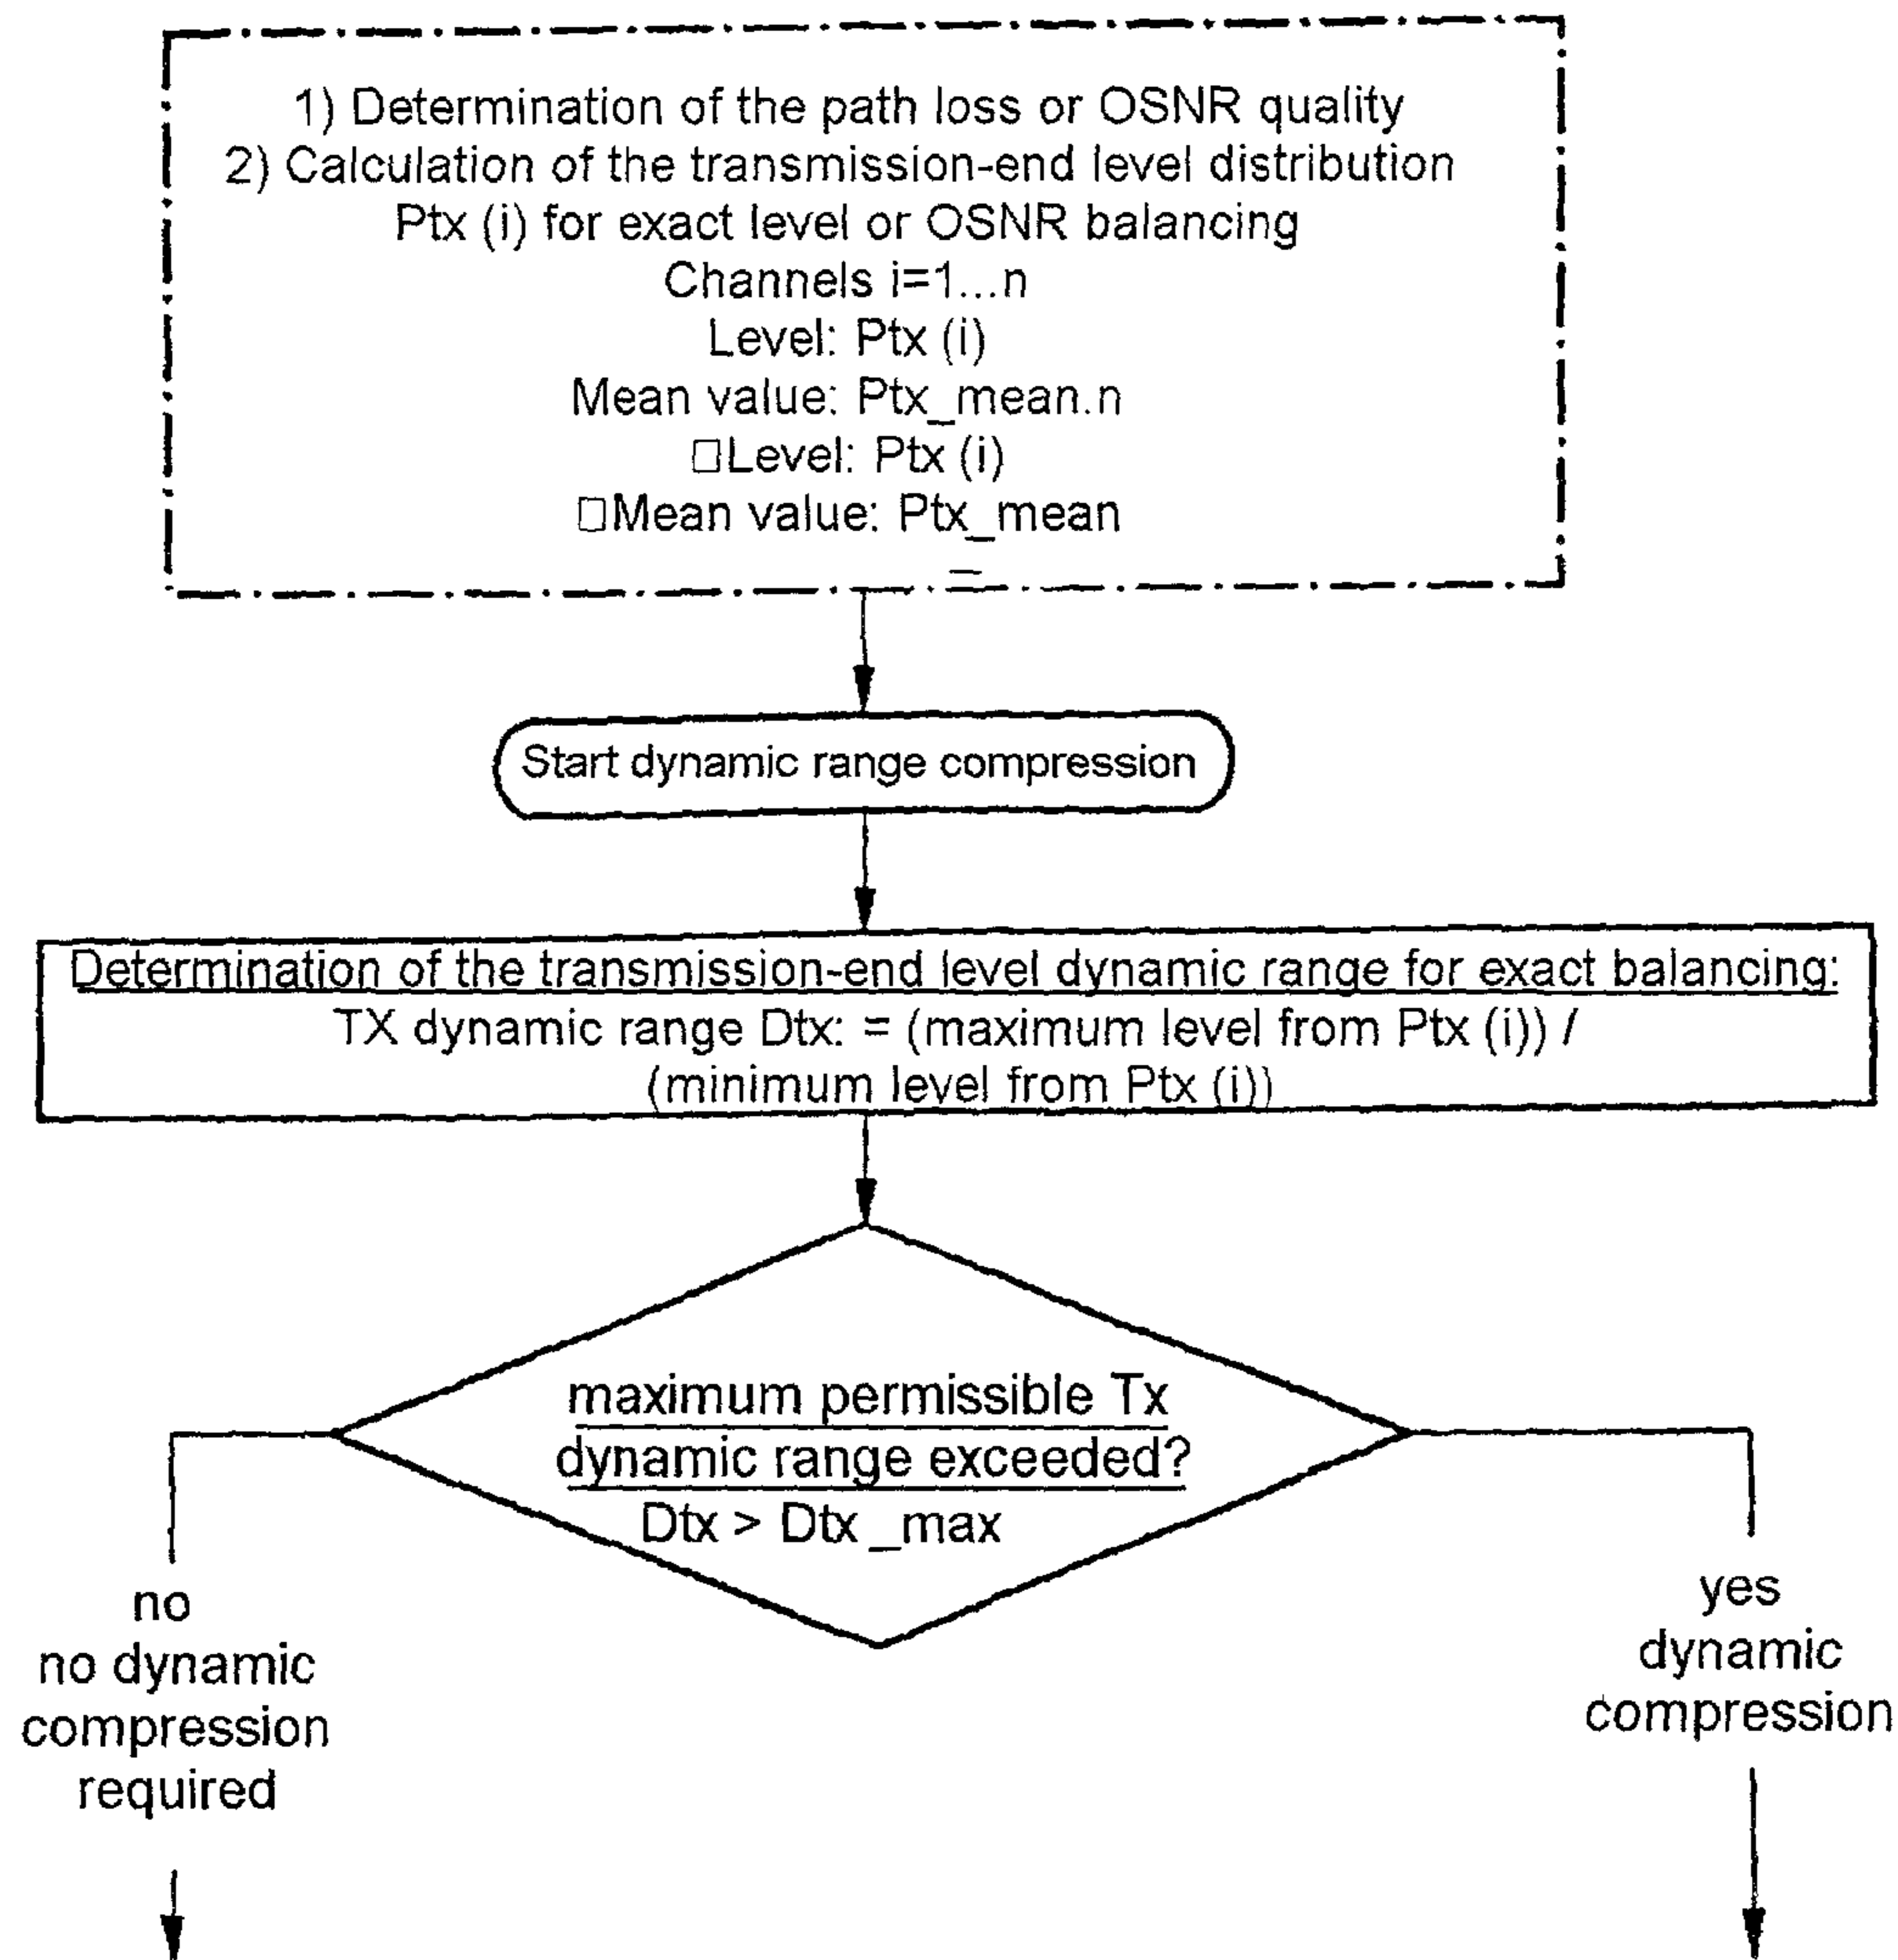 1) Determination of the path loss or OSNR quality
2) Calculation of the transmission-end level distribution
Ptx (i) for exact level or OSNR balancing
Channels i=1...n
Level: Ptx (i)
Mean value: Ptx_mean.n
□Level: Ptx (i)
□Mean value: Ptx_mean
_
Start dynamic range compression
Determination of the transmission-end level dynamic range for exact balancing:
TX dynamic range Dtx: = (maximum level from Ptx (i)) /
(minimum level from Ptx (i))
maximum permissible Tx
dynamic range exceeded?
Dtx > Dtx _max
no
no dynamic
compression
required
yes
dynamic
compression